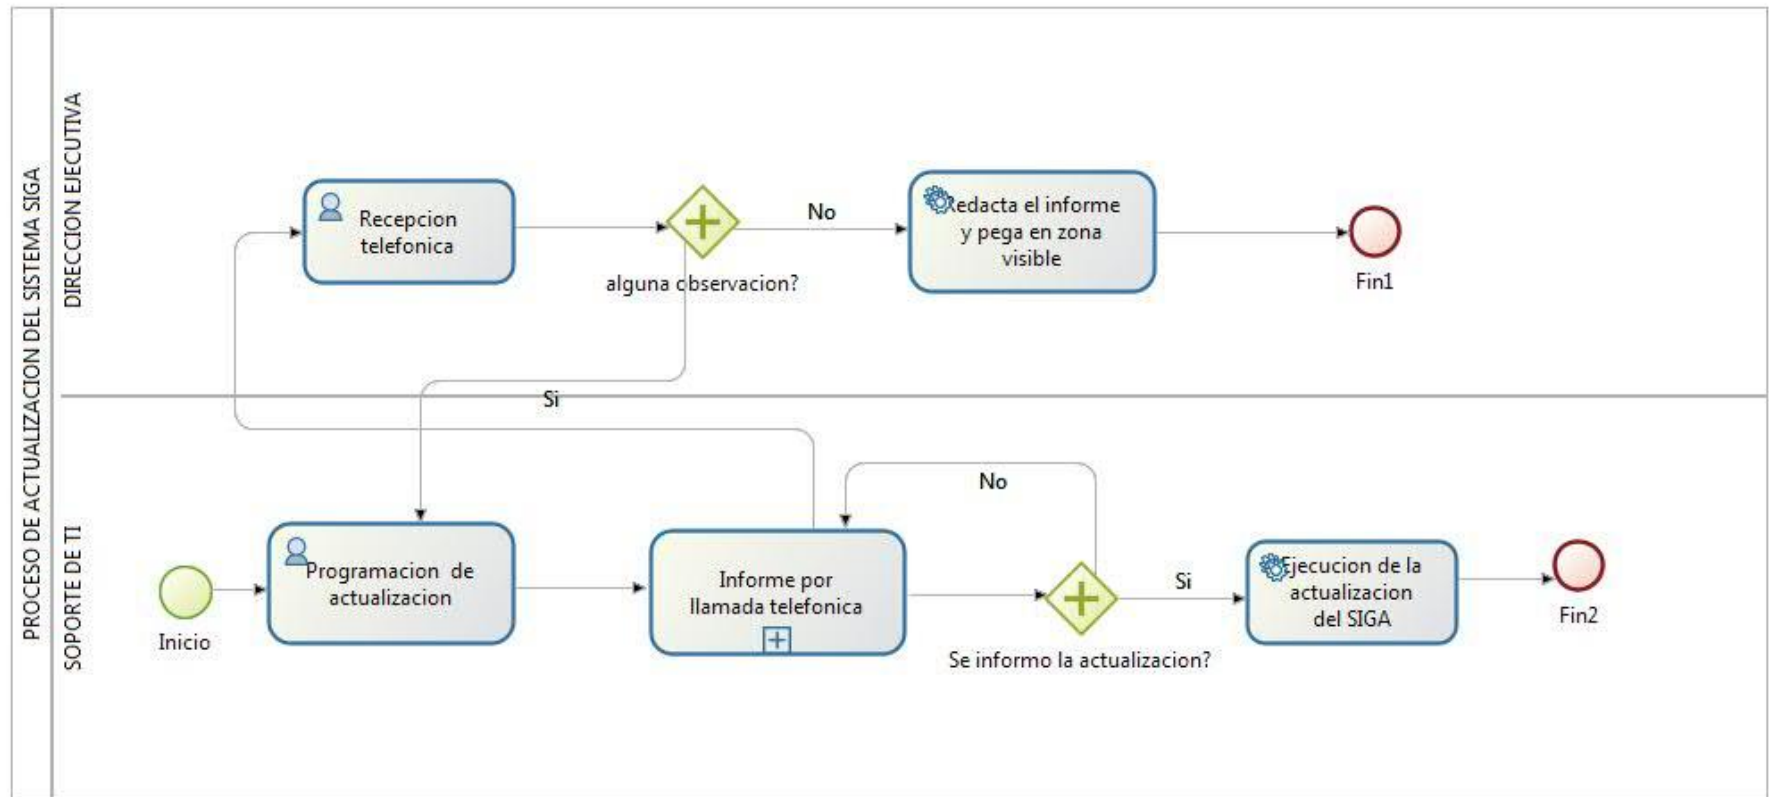 PROCESO DE ACTUALIZACION DEL SISTEMA SIGA
DIRECCION EJECUTIVA
Recepcion
telefonica
alguna observacion?
No
Redacta el informe
y pega en zona
visible
Fin1
Si
SOPORTE DE TI
Inicio
Programacion de
actualizacion
Informe por
llamada telefonica
No
Se informo la actualizacion?
Si
Ejecucion de la
actualizacion
del SIGA
Fin2